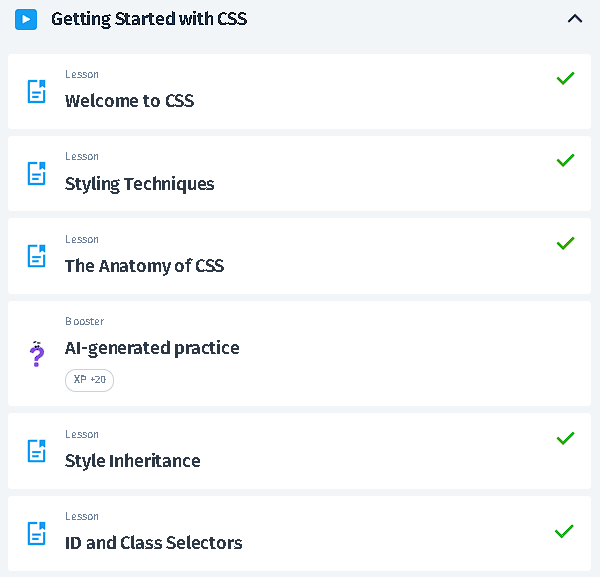 Getting Started with CSS
Lesson
Welcome to CSS
Lesson
Styling Techniques
Lesson
The Anatomy of CSS
Booster
AI-generated practice
XP +20
Lesson
Style Inheritance
Lesson
ID and Class Selectors